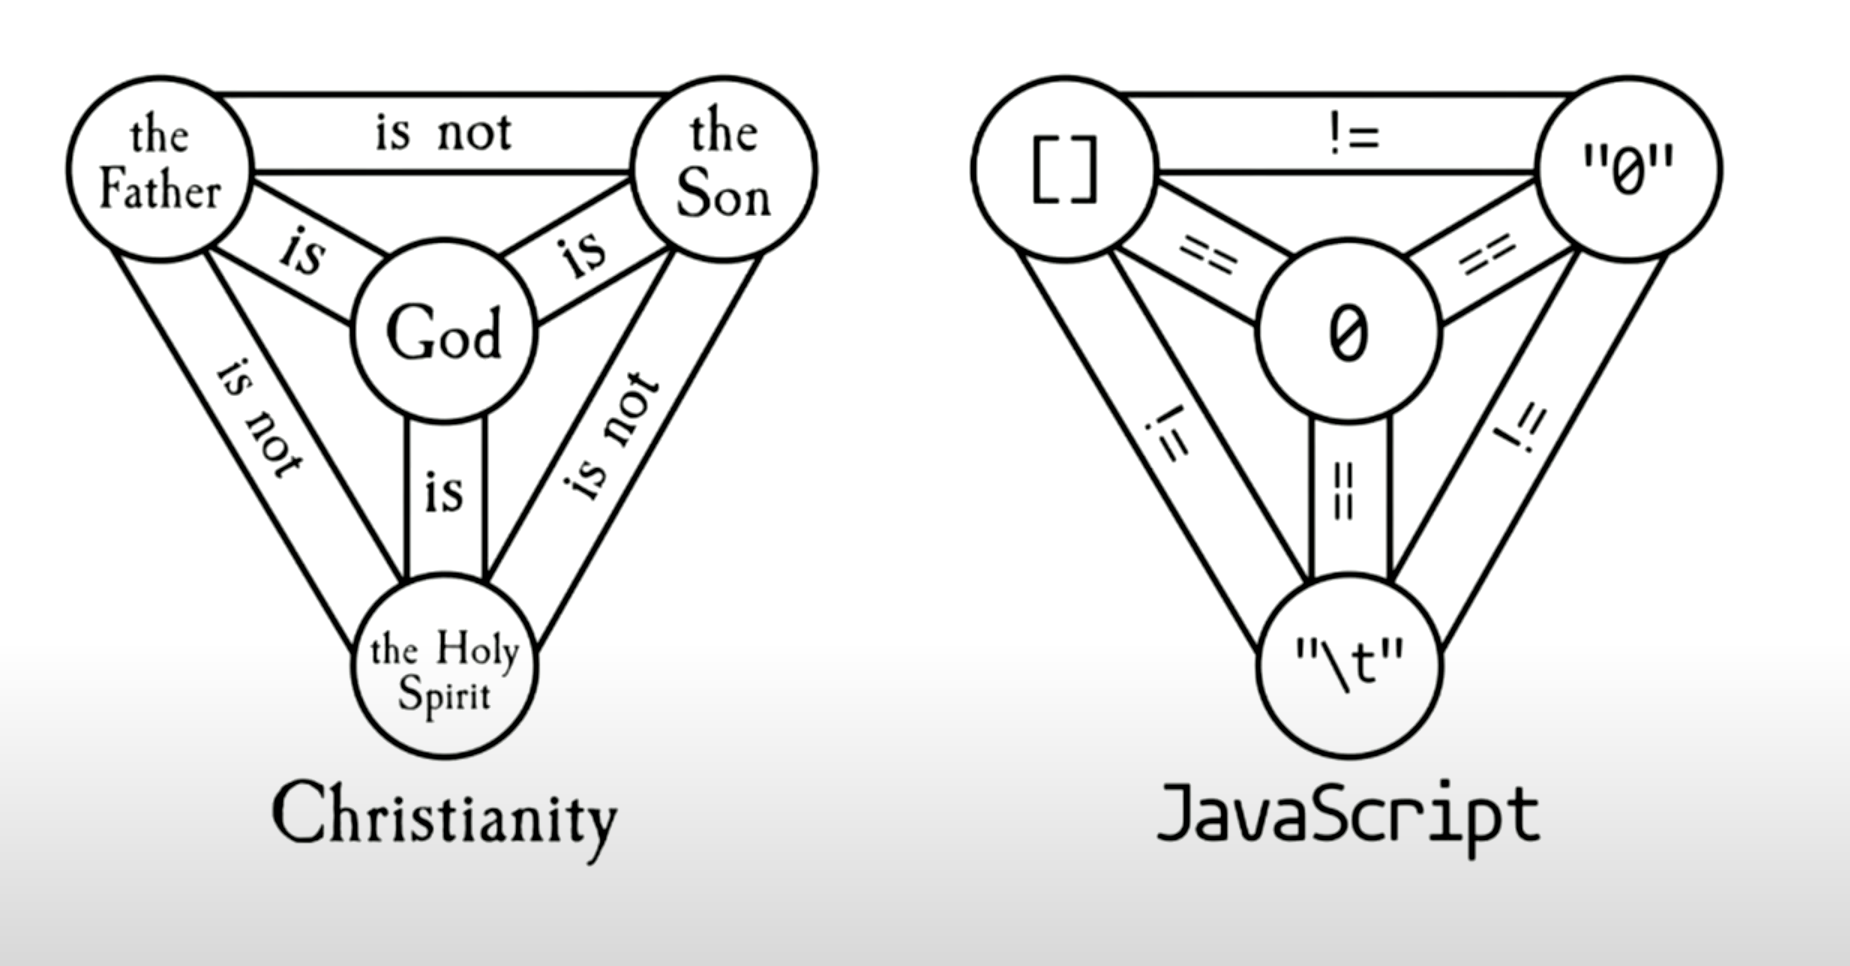 the
Father
is not
the
Son
is
is
God
is not
is
is not
the Holy
Spirit
Christianity
[]
!=
"0"
==
==
0
!=
==
!=
"\t"
JavaScript